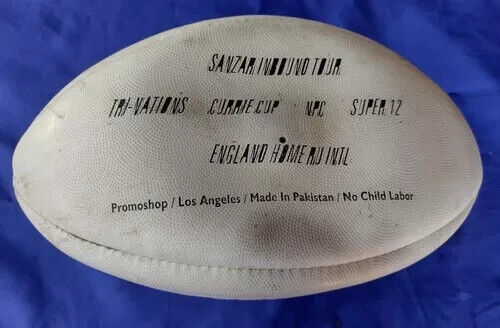 SANZAR INBOUND TOUR
TRI-NATIONS CURRIE CUP NPC SUPER 12
ENGLAND HOME RU INTL
Promoshop / Los Angeles / Made In Pakistan / No Child Labor